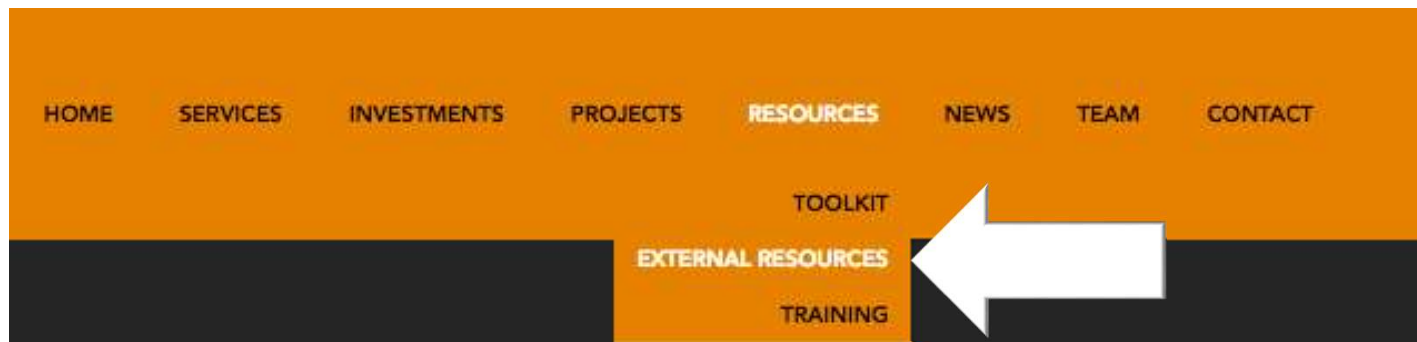 HOME SERVICES INVESTMENTS PROJECTS RESOURCES NEWS TEAM CONTACT
TOOLKIT
EXTERNAL RESOURCES
TRAINING